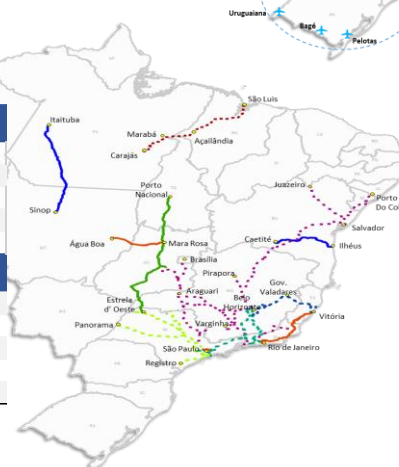 Uruguaiana
Bagé
Pelotas
São Luis
Itaituba
Marabá
Açailândia
Carajás
Porto
Nacional
Juazeiro
Porto
Do Col
Sinop
Salvador
Água Boa
Mara Rosa
Caetité
Ilhéus
Brasília
Pirapora
Gov.
Valadares
Araguari
Estrela
d' Oeste
Belo
Horizonte
Vitória
Panorama
Varginha
São Paulo
Rio de Janeiro
Registro